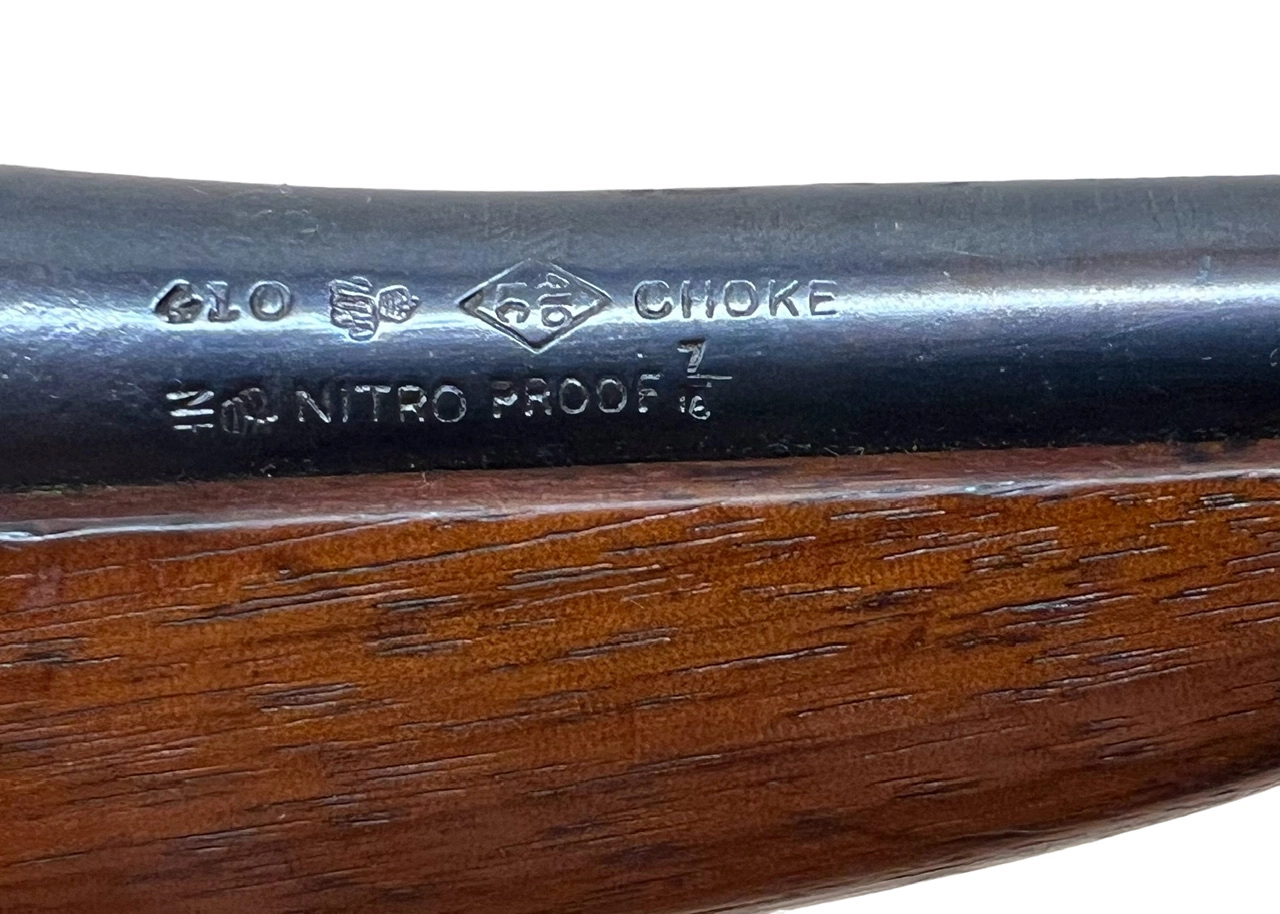 410 CHOKE
NITRO PROOF 7/16